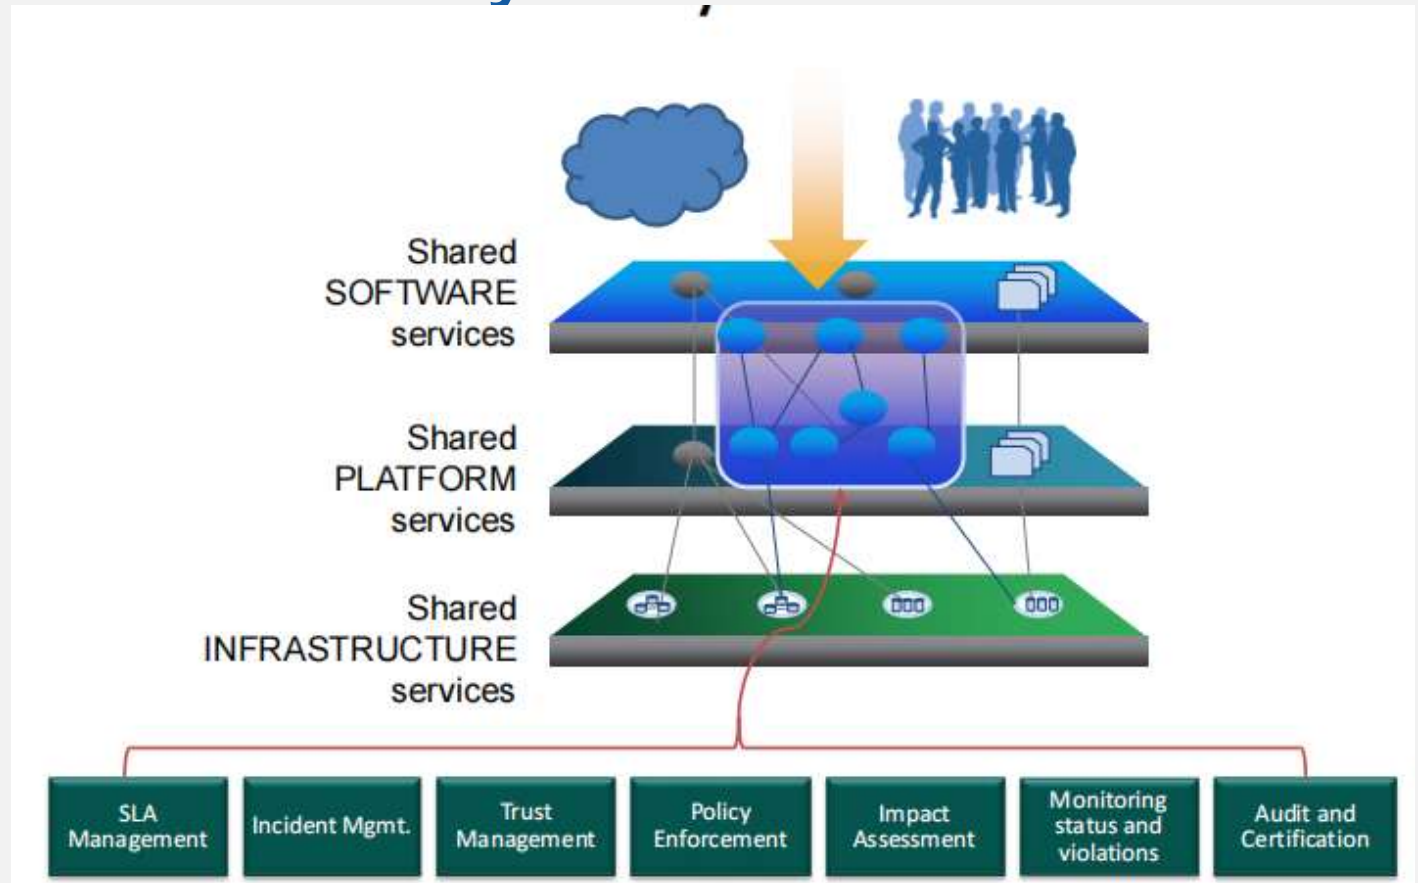 Shared
SOFTWARE
services
Shared
PLATFORM
services
Shared
INFRASTRUCTURE
services
SLA
Management
Incident Mgmt.
Trust
Management
Policy
Enforcement
Impact
Assessment
Monitoring
status and
violations
Audit and
Certification